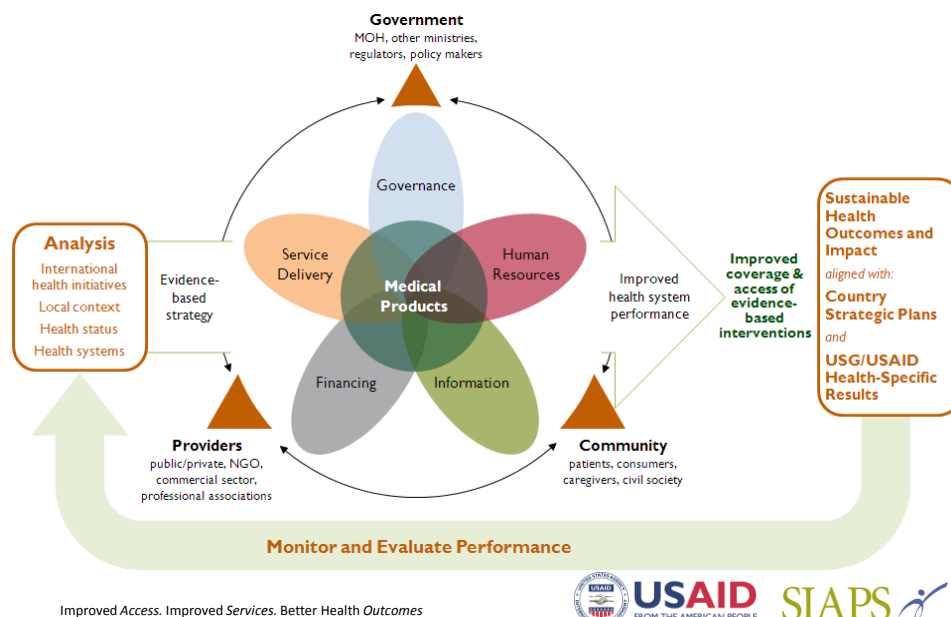 Government
MOH, other ministries,
regulators, policy makers
Governance
Service
Delivery
Human
Resources
Medical
Products
Financing
Information
Analysis
International
health initiatives
Local context
Health status
Health systems
Evidence-
based
strategy
Improved
health system
performance
Improved
coverage &
access of
evidence-
based
interventions
Sustainable
Health
Outcomes and
Impact
aligned with:
Country
Strategic Plans
and
USG/USAID
Health-Specific
Results
Providers
public/private, NGO,
commercial sector,
professional associations
Community
patients, consumers,
caregivers, civil society
Monitor and Evaluate Performance
Improved Access. Improved Services. Better Health Outcomes
USAID
FROM THE AMERICAN PEOPLE
SIAPS